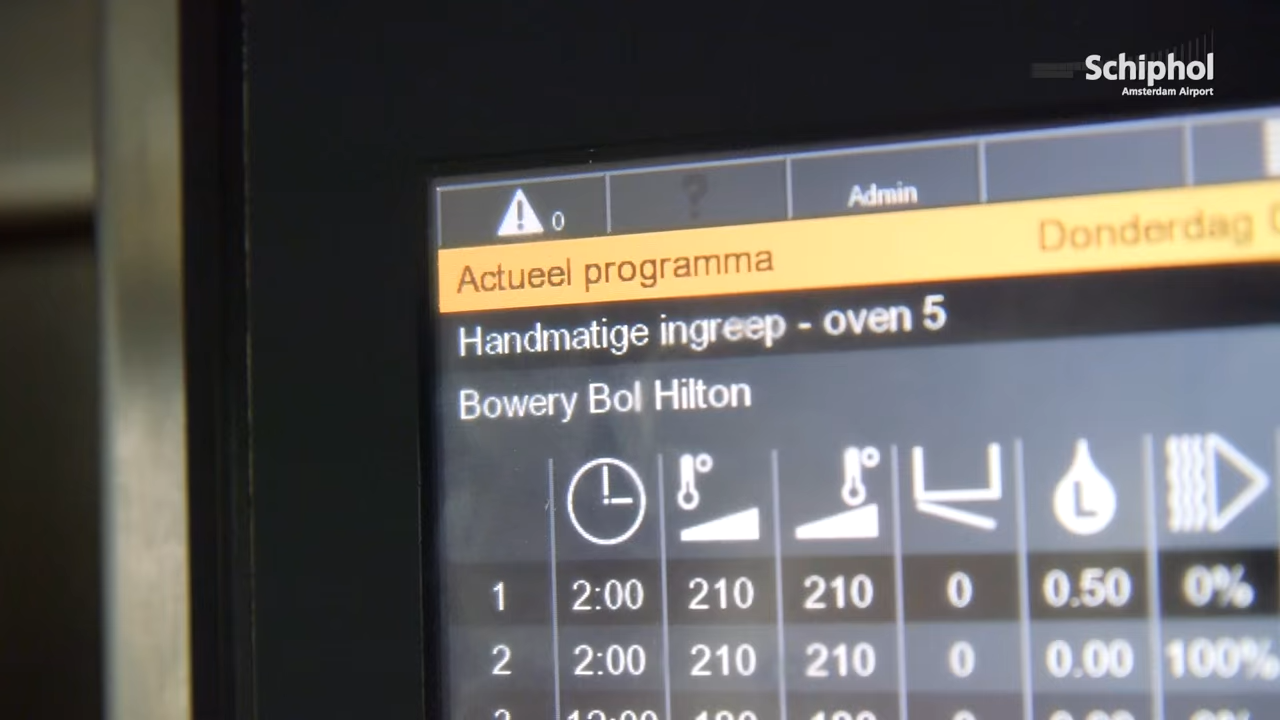 Schiphol
Amsterdam Airport
0 ? Admin
Actueel programma Donderdag
Handmatige ingreep - oven 5
Bowery Bol Hilton
L
1 2:00 210 210 0 0.50 0%
2 2:00 210 210 0 0.00 100%